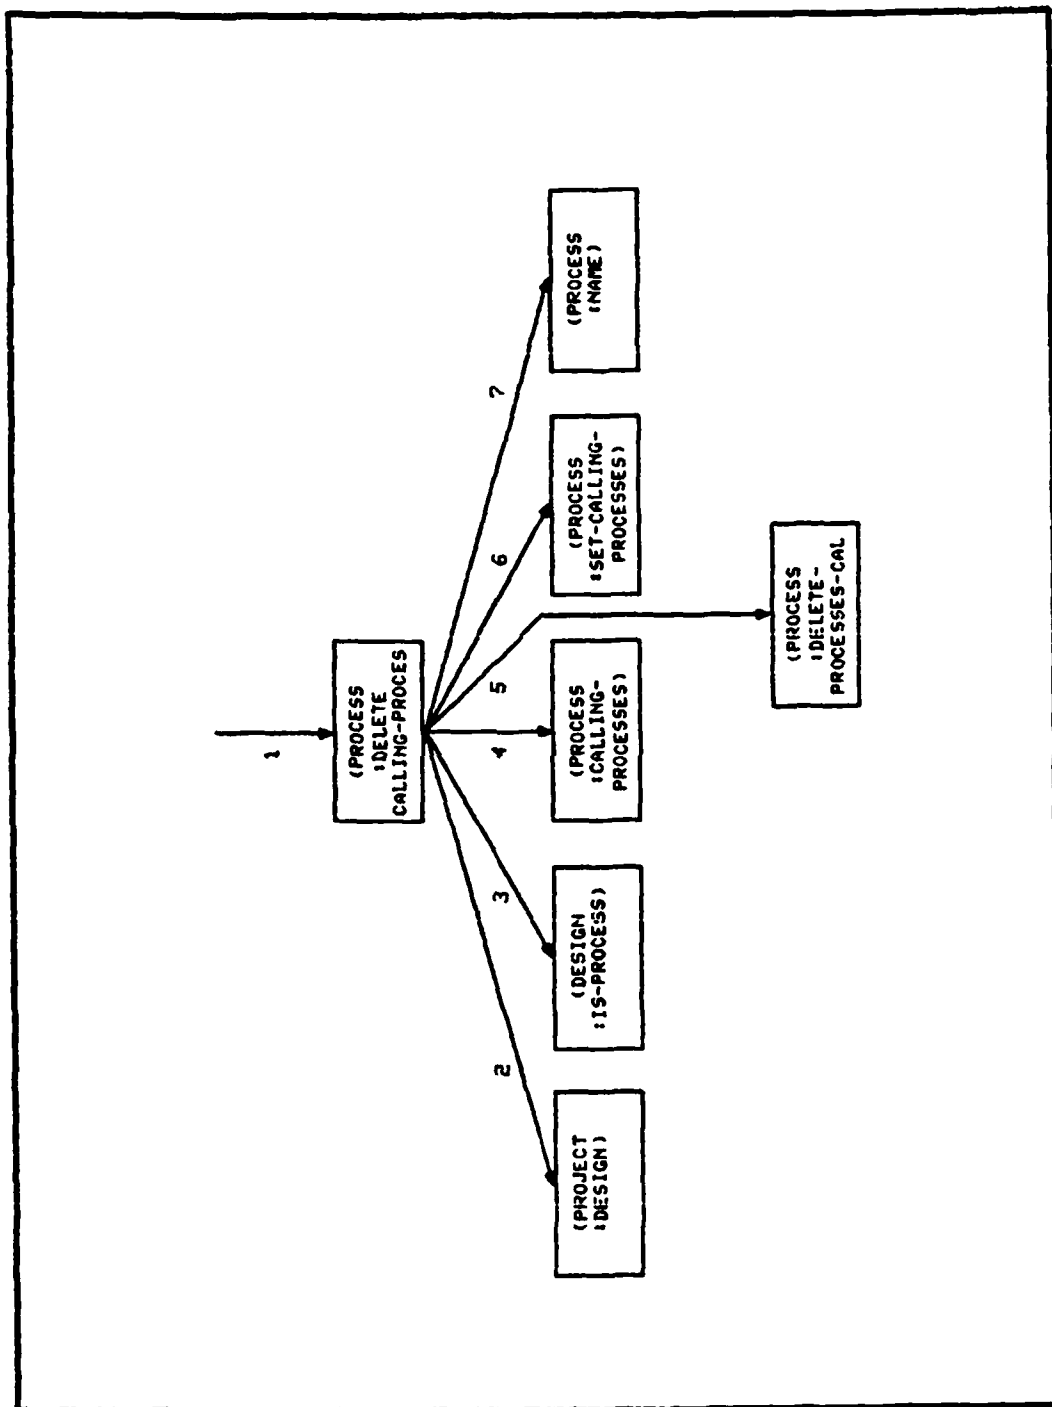 1
(PROCESS
:DELETE
CALLING-PROCES
2
3
4
5
6
7
(PROJECT
:DESIGN)
(DESIGN
:IS-PROCESS)
(PROCESS
:CALLING-
PROCESSES)
(PROCESS
:SET-CALLING-
PROCESSES)
(PROCESS
:NAME)
(PROCESS
:DELETE-
PROCESSES-CAL